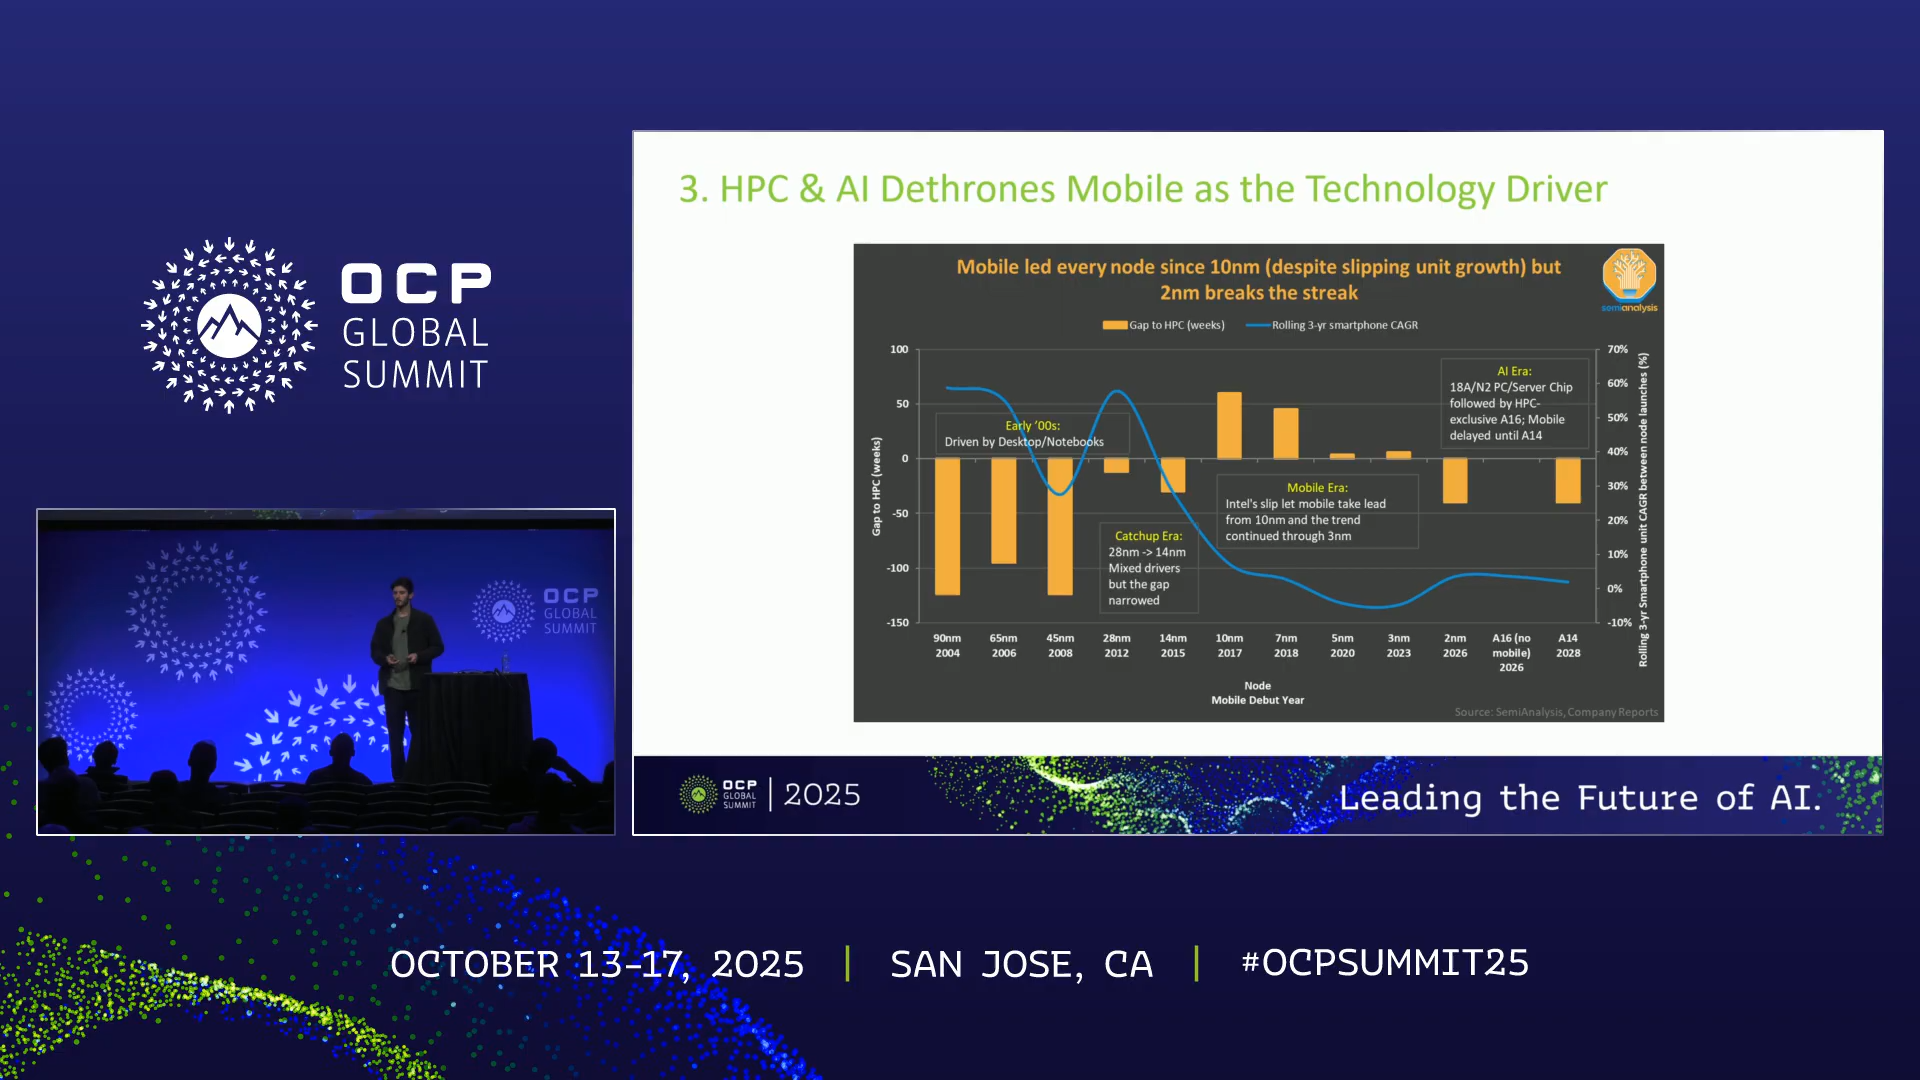 OCP
GLOBAL
SUMMIT
OCP
GLOBAL
SUMMIT
3. HPC & AI Dethrones Mobile as the Technology Driver
Mobile led every node since 10nm (despite slipping unit growth) but
2nm breaks the streak
semianalysis
Gap to HPC (weeks)
Rolling 3-yr smartphone CAGR
Gap to HPC (weeks)
100
50
0
-50
-100
-150
Early '00s:
Driven by Desktop/Notebooks
Catchup Era:
28nm -> 14nm
Mixed drivers
but the gap
narrowed
Mobile Era:
Intel's slip let mobile take lead
from 10nm and the trend
continued through 3nm
AI Era:
18A/N2 PC/Server Chip
followed by HPC-
exclusive A16; Mobile
delayed until A14
70%
60%
50%
40%
30%
20%
10%
0%
-10%
Rolling 3-yr Smartphone unit CAGR between node launches (%)
90nm
2004
65nm
2006
45nm
2008
28nm
2012
14nm
2015
10nm
2017
7nm
2018
5nm
2020
3nm
2023
2nm
2026
A16 (no
mobile)
2026
A14
2028
Node
Mobile Debut Year
Source: SemiAnalysis, Company Reports
OCP
GLOBAL
SUMMIT
2025
Leading the Future of AI.
OCTOBER 13-17, 2025 | SAN JOSE, CA | #OCPSUMMIT25